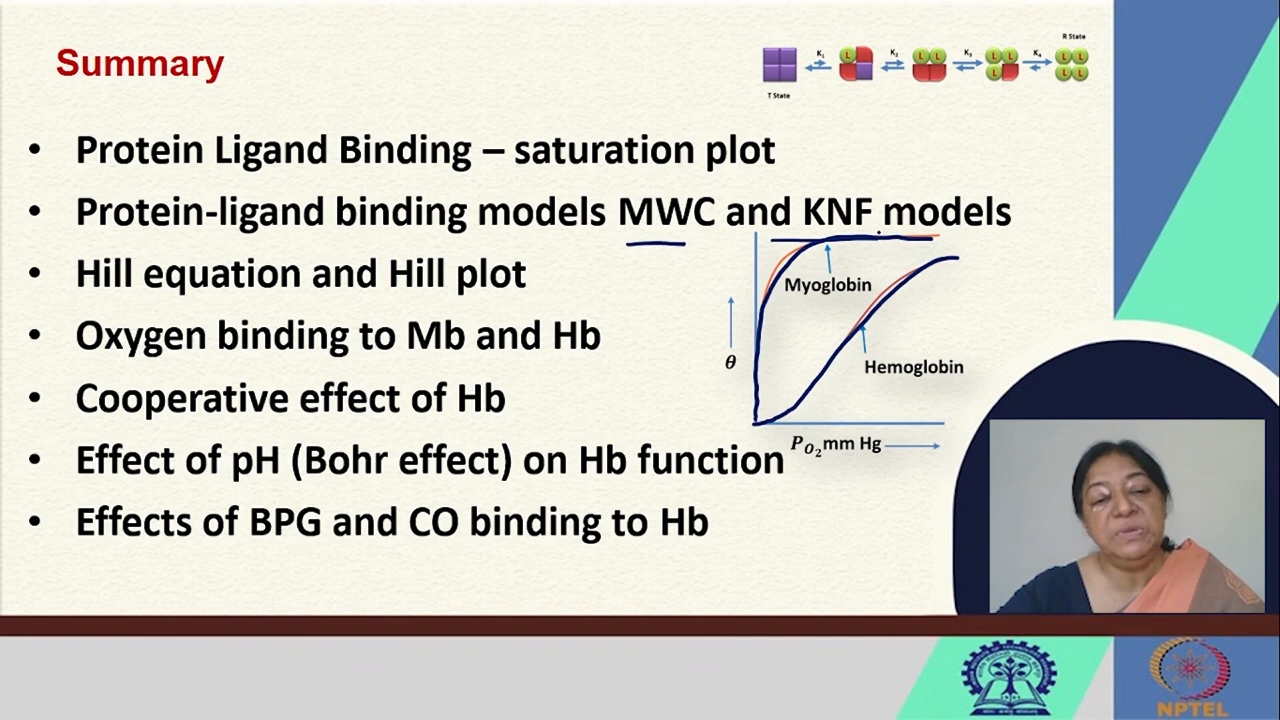 Summary
R State
K1 K2 K3 K4
L L L L L L L L L
T State
• Protein Ligand Binding – saturation plot
• Protein-ligand binding models MWC and KNF models
• Hill equation and Hill plot
• Oxygen binding to Mb and Hb
• Cooperative effect of Hb
• Effect of pH (Bohr effect) on Hb function
• Effects of BPG and CO binding to Hb
Myoglobin
Hemoglobin
θ
P_{O_2} mm Hg
NPTEL